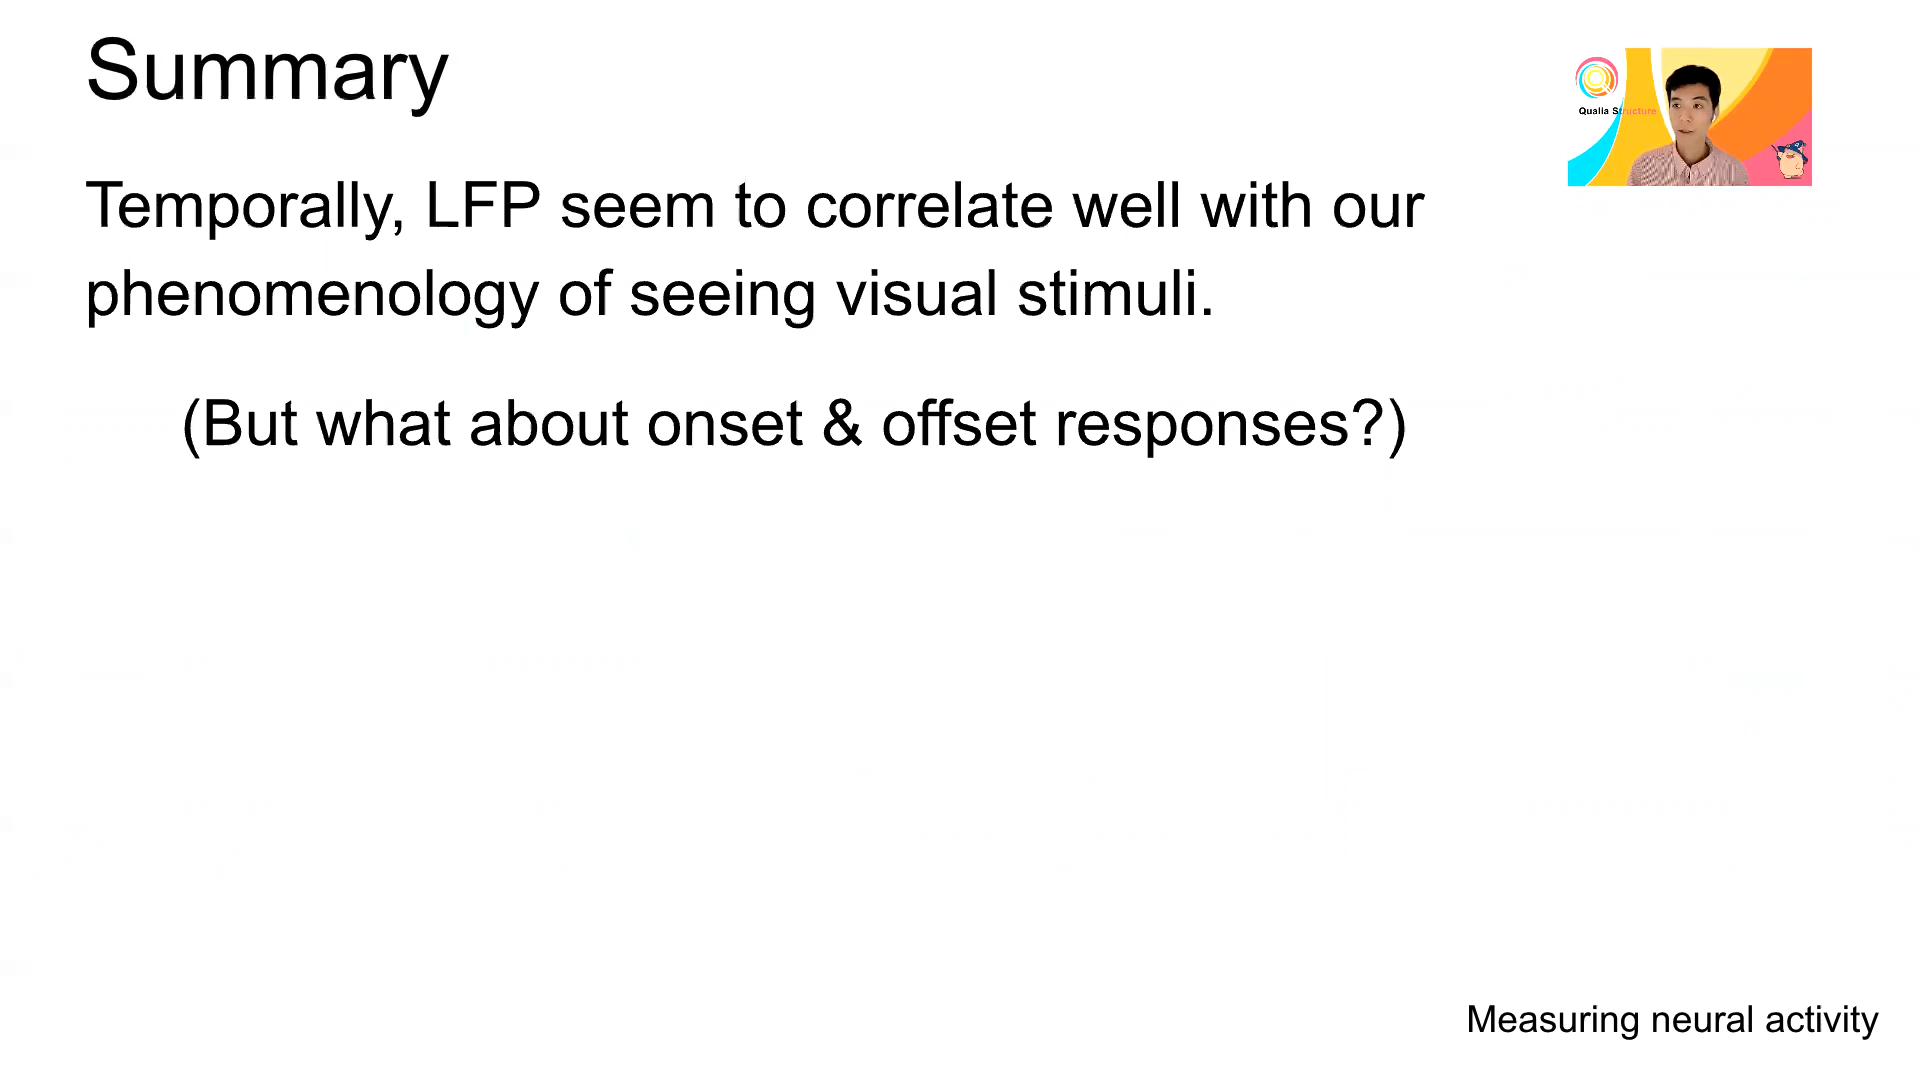 Summary
Qualia Structure
Temporally, LFP seem to correlate well with our
phenomenology of seeing visual stimuli.
(But what about onset & offset responses?)
Measuring neural activity